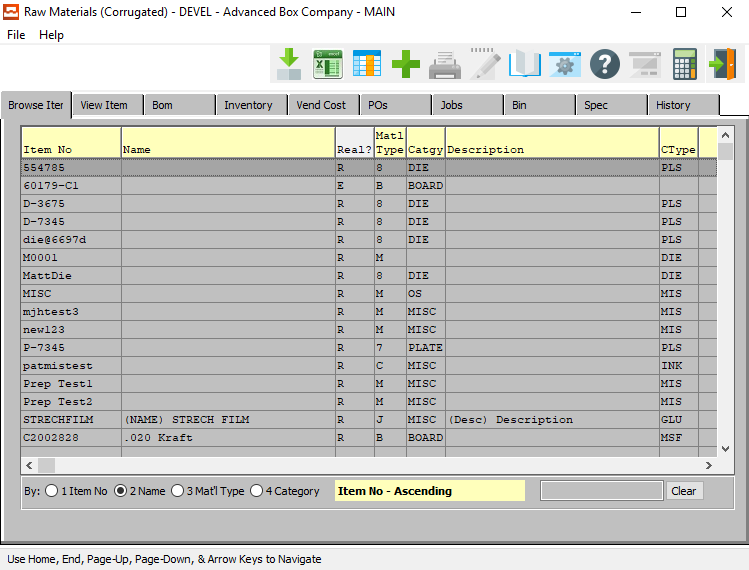 Raw Materials (Corrugated) - DEVEL - Advanced Box Company - MAIN
File Help
Browse Iter View Item Bom Inventory Vend Cost POs Jobs Bin Spec History
Item No Name Real? Matl Type Catgy Description CType
554785 R 8 DIE PLS
60179-C1 E B BOARD
D-3675 R 8 DIE PLS
D-7345 R 8 DIE PLS
die@6697d R 8 DIE PLS
M0001 R M DIE
MattDie R 8 DIE DIE
MISC R M OS MIS
mjhtest3 R M MISC MIS
new123 R M MISC MIS
P-7345 R 7 PLATE PLS
patmistest R C MISC INK
Prep Test1 R M MISC MIS
Prep Test2 R M MISC MIS
STRECHFILM (NAME) STRECH FILM R J MISC (Desc) Description GLU
C2002828 .020 Kraft R B BOARD MSF
By: 1 Item No 2 Name 3 Mat'l Type 4 Category Item No - Ascending Clear
Use Home, End, Page-Up, Page-Down, & Arrow Keys to Navigate